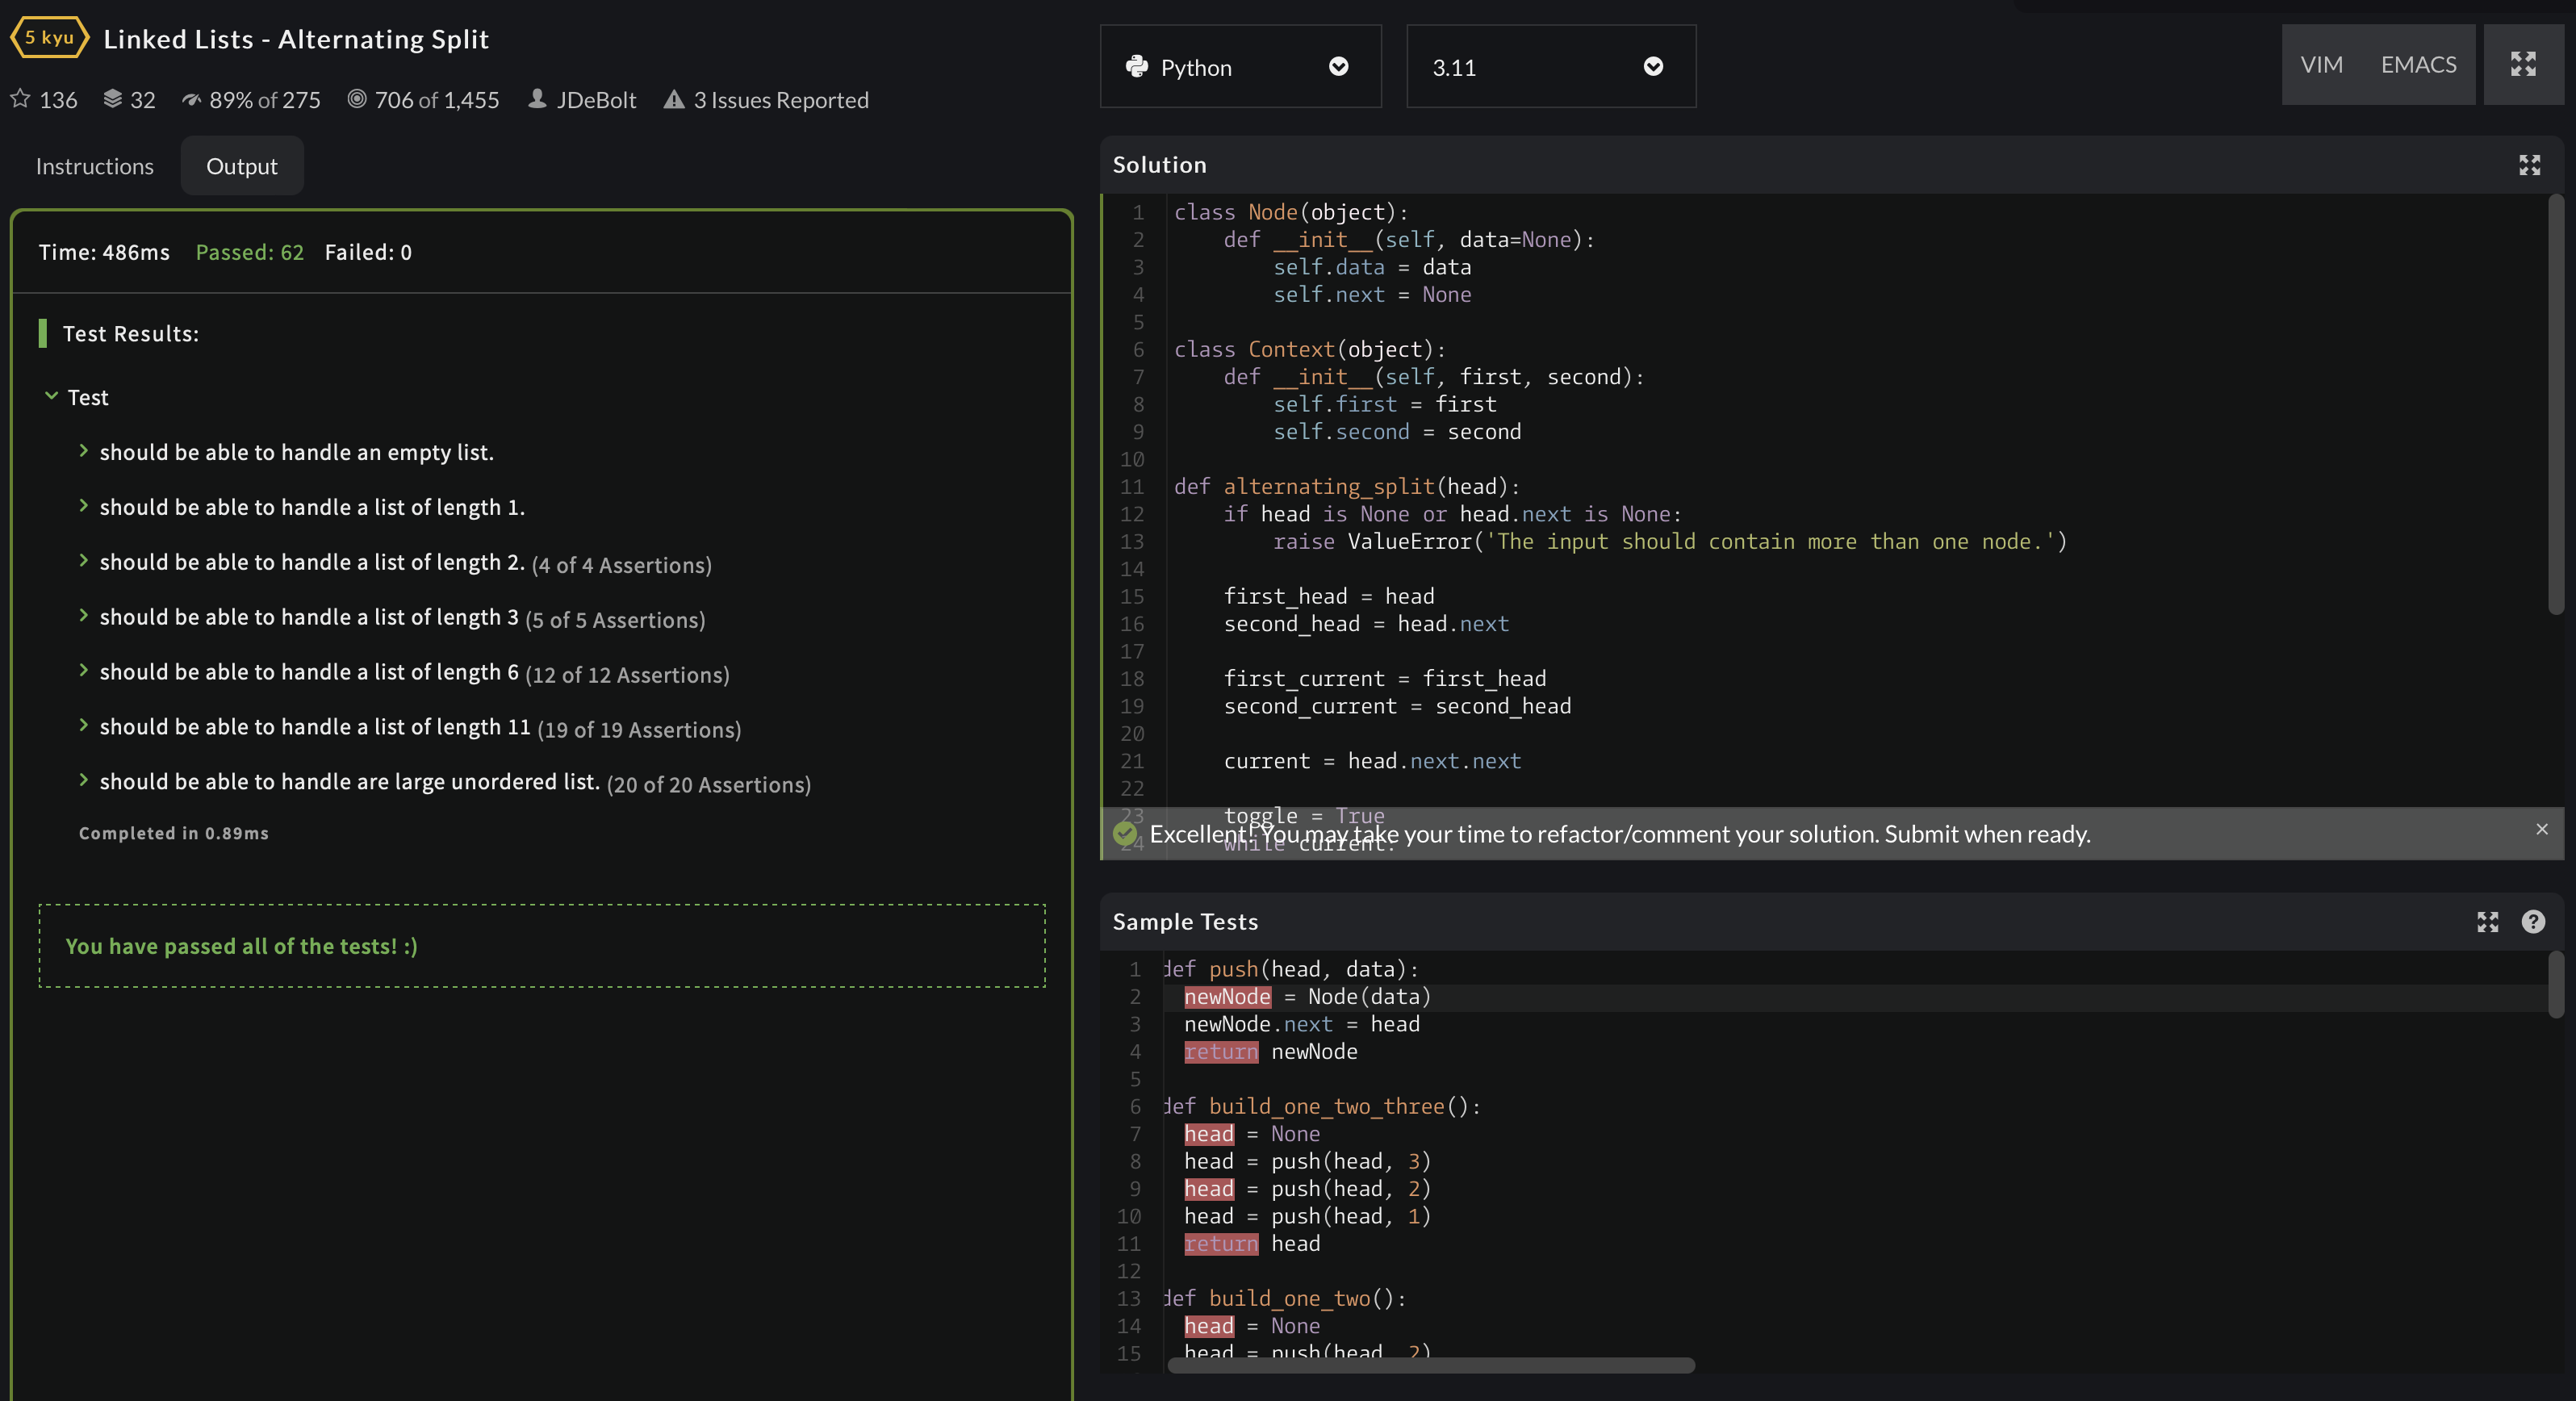 5 kyu Linked Lists - Alternating Split
136 32 89% of 275 706 of 1,455 JDeBolt 3 Issues Reported
Instructions Output
Time: 486ms Passed: 62 Failed: 0
Test Results:
Test
should be able to handle an empty list.
should be able to handle a list of length 1.
should be able to handle a list of length 2. (4 of 4 Assertions)
should be able to handle a list of length 3 (5 of 5 Assertions)
should be able to handle a list of length 6 (12 of 12 Assertions)
should be able to handle a list of length 11 (19 of 19 Assertions)
should be able to handle are large unordered list. (20 of 20 Assertions)
Completed in 0.89ms
You have passed all of the tests! :)
Python 3.11 VIM EMACS
Solution
1 class Node(object):
2     def __init__(self, data=None):
3         self.data = data
4         self.next = None
5
6 class Context(object):
7     def __init__(self, first, second):
8         self.first = first
9         self.second = second
10
11 def alternating_split(head):
12     if head is None or head.next is None:
13         raise ValueError('The input should contain more than one node.')
14
15     first_head = head
16     second_head = head.next
17
18     first_current = first_head
19     second_current = second_head
20
21     current = head.next.next
22
23     toggle = True
24     while current:
Excellent! You may take your time to refactor/comment your solution. Submit when ready.
Sample Tests
1 def push(head, data):
2   newNode = Node(data)
3   newNode.next = head
4   return newNode
5
6 def build_one_two_three():
7   head = None
8   head = push(head, 3)
9   head = push(head, 2)
10   head = push(head, 1)
11   return head
12
13 def build_one_two():
14   head = None
15   head = push(head, 2)